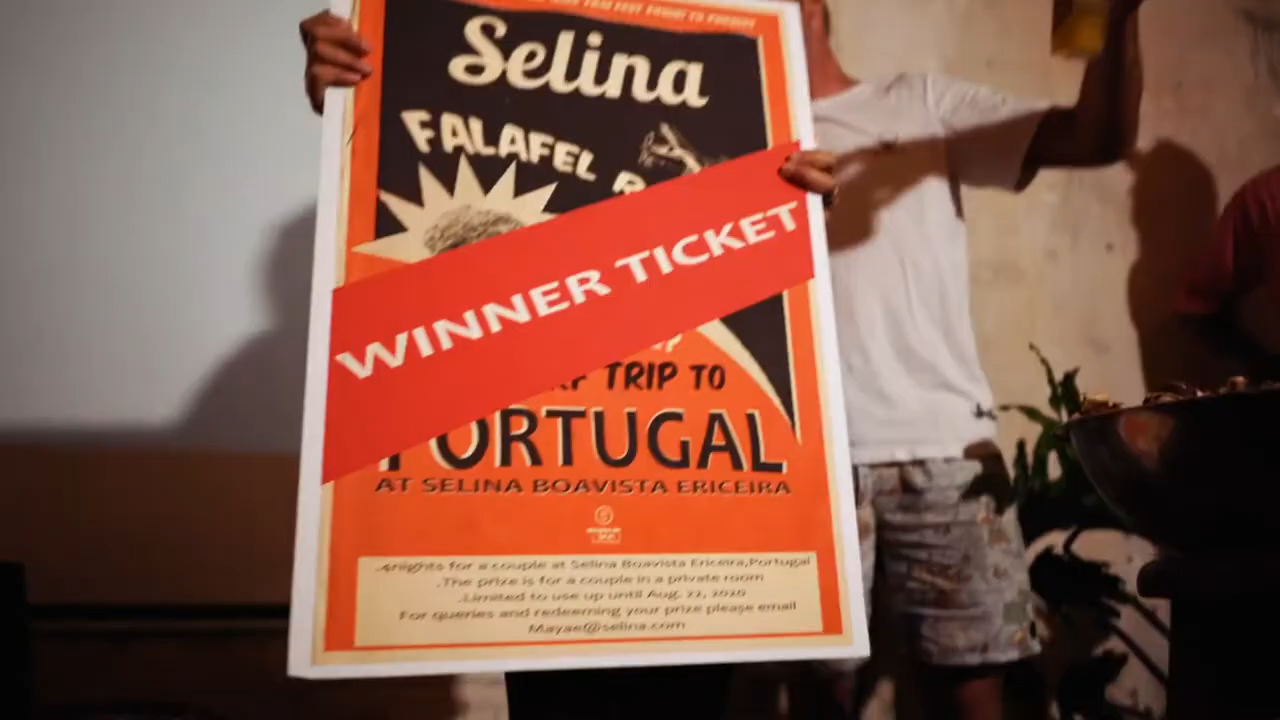 Selina
FALAFEL
WINNER TICKET
TRIP TO
PORTUGAL
AT SELINA BOAVISTA ERICEIRA
.4nights for a couple at Selina Boavista Ericeira,Portugal
.The prize is for a couple in a private room
.Limited to use up until Aug. 22, 2020
For queries and redeeming your prize please email
Mayae@selina.com